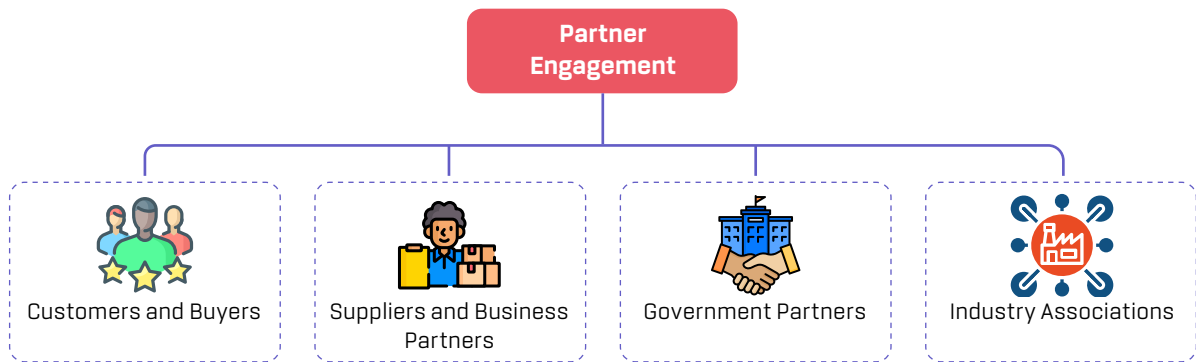 Partner
Engagement
Customers and Buyers
Suppliers and Business
Partners
Government Partners
Industry Associations